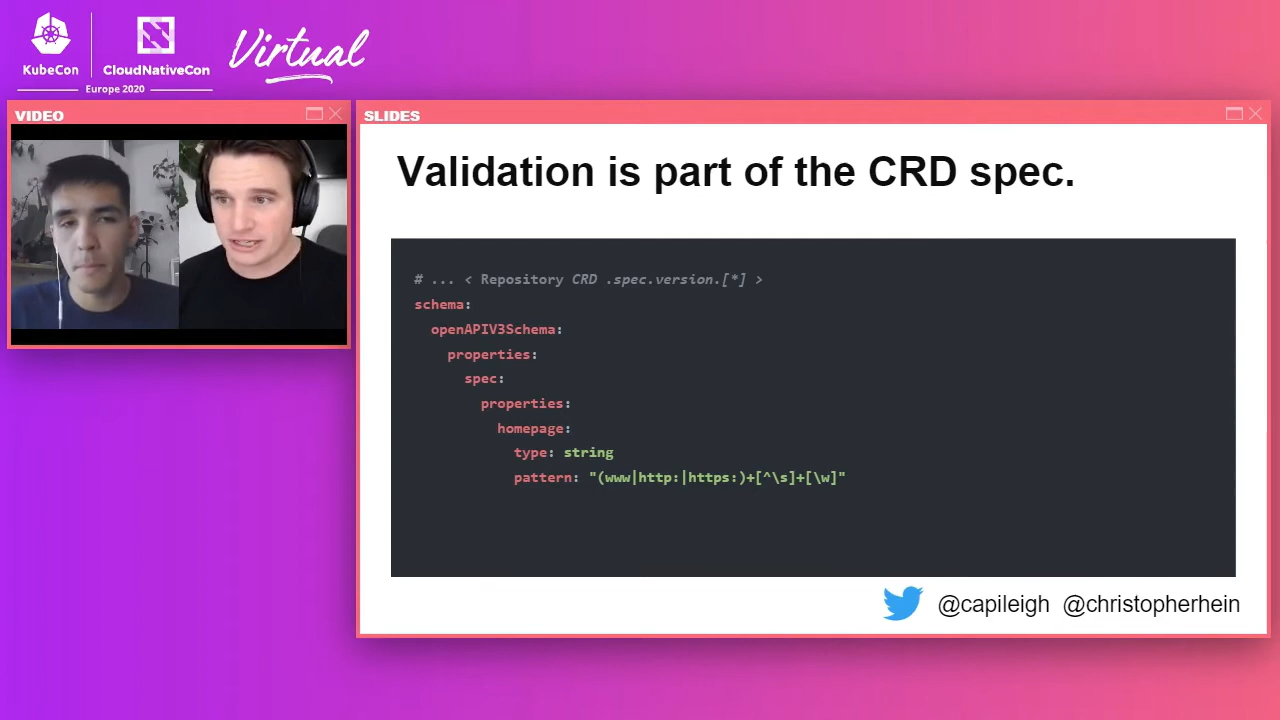 KubeCon
CloudNativeCon
Europe 2020
Virtual
VIDEO
SLIDES
Validation is part of the CRD spec.
# ... < Repository CRD .spec.version.[*] >
schema:
openAPIV3Schema:
properties:
spec:
properties:
homepage:
type: string
pattern: "(www|http:|https:)+[^\s]+[\w]"
@capileigh @christopherhein